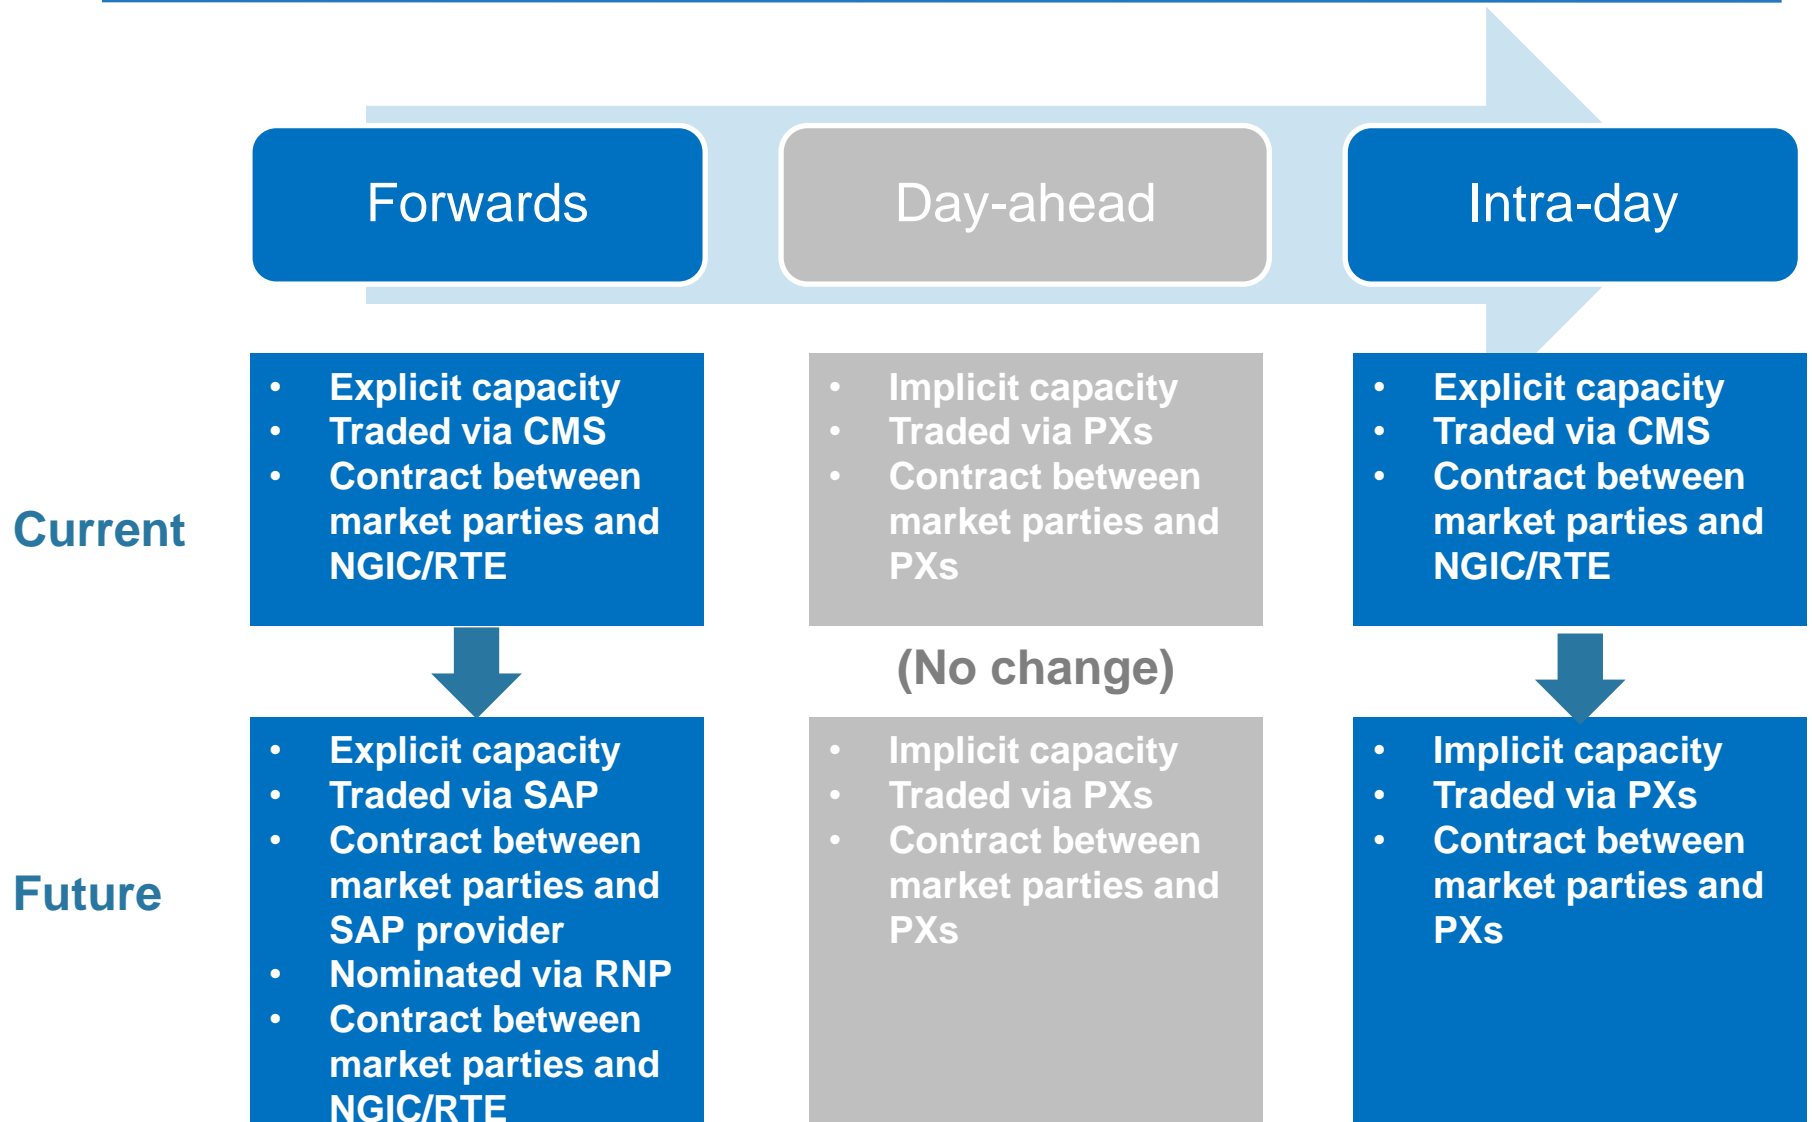 Forwards
Day-ahead
Intra-day
Current
• Explicit capacity
• Traded via CMS
• Contract between
market parties and
NGIC/RTE
• Implicit capacity
• Traded via PXs
• Contract between
market parties and
PXs
• Explicit capacity
• Traded via CMS
• Contract between
market parties and
NGIC/RTE
(No change)
Future
• Explicit capacity
• Traded via SAP
• Contract between
market parties and
SAP provider
• Nominated via RNP
• Contract between
market parties and
NGIC/RTE
• Implicit capacity
• Traded via PXs
• Contract between
market parties and
PXs
• Implicit capacity
• Traded via PXs
• Contract between
market parties and
PXs